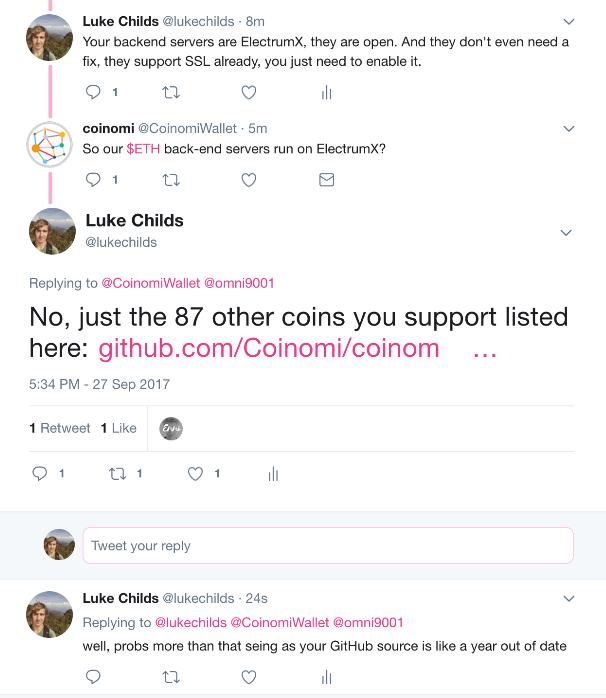 Luke Childs @lukechilds · 8m
Your backend servers are ElectrumX, they are open. And they don't even need a
fix, they support SSL already, you just need to enable it.
1
coinomi @CoinomiWallet · 5m
So our $ETH back-end servers run on ElectrumX?
1
Luke Childs
@lukechilds
Replying to @CoinomiWallet @omni9001
No, just the 87 other coins you support listed
here: github.com/Coinomi/coinom …
5:34 PM - 27 Sep 2017
1 Retweet 1 Like
1 1 1
Tweet your reply
Luke Childs @lukechilds · 24s
Replying to @lukechilds @CoinomiWallet @omni9001
well, probs more than that seing as your GitHub source is like a year out of date